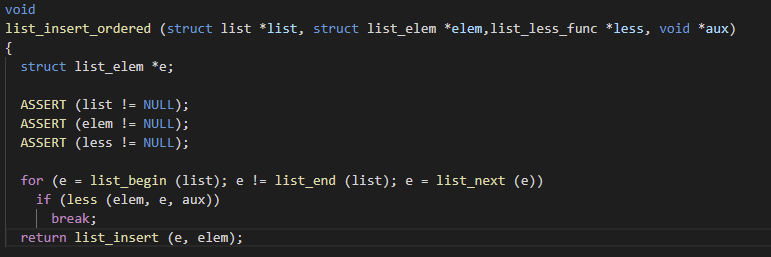 void
list_insert_ordered (struct list *list, struct list_elem *elem,list_less_func *less, void *aux)
{
  struct list_elem *e;

  ASSERT (list != NULL);
  ASSERT (elem != NULL);
  ASSERT (less != NULL);

  for (e = list_begin (list); e != list_end (list); e = list_next (e))
    if (less (elem, e, aux))
      break;
  return list_insert (e, elem);